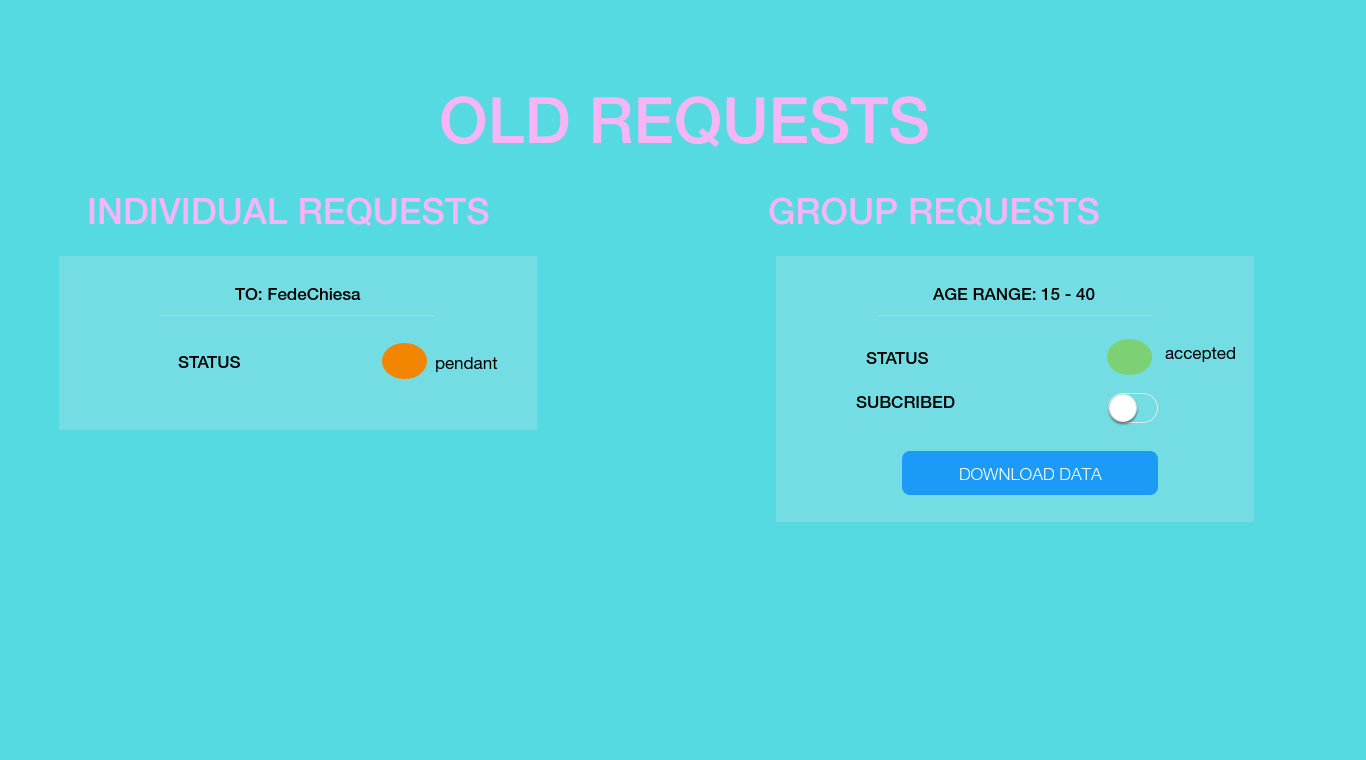 OLD REQUESTS
INDIVIDUAL REQUESTS
TO: FedeChiesa
STATUS
pendant
GROUP REQUESTS
AGE RANGE: 15 - 40
STATUS
accepted
SUBCRIBED
DOWNLOAD DATA